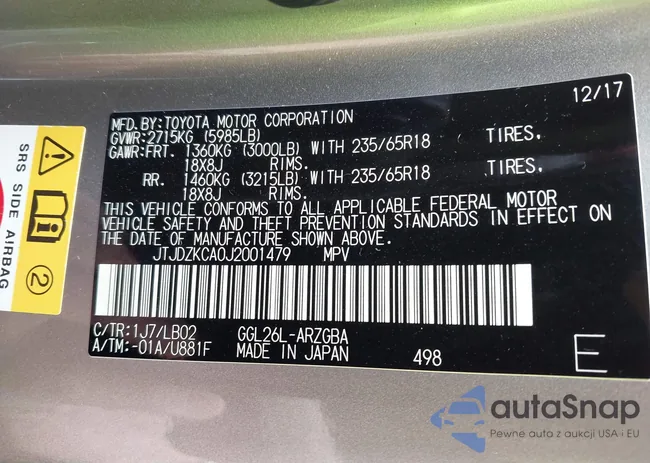 12/17
MFD.BY:TOYOTA MOTOR CORPORATION
GVWR:2715KG (5985LB)
GAWR:FRT. 1360KG (3000LB) WITH 235/65R18 TIRES,
18X8J RIMS.
RR. 1460KG (3215LB) WITH 235/65R18 TIRES,
18X8J RIMS.
THIS VEHICLE CONFORMS TO ALL APPLICABLE FEDERAL MOTOR
VEHICLE SAFETY AND THEFT PREVENTION STANDARDS IN EFFECT ON
THE DATE OF MANUFACTURE SHOWN ABOVE.
JTJDZKCA0J2001479 MPV
C/TR:1J7/LB02 GGL26L-ARZGBA
A/TM:-01A/U881F MADE IN JAPAN 498 E
SRS SIDE AIRBAG
2
autaSnap
Pewne auta z aukcji USA i EU